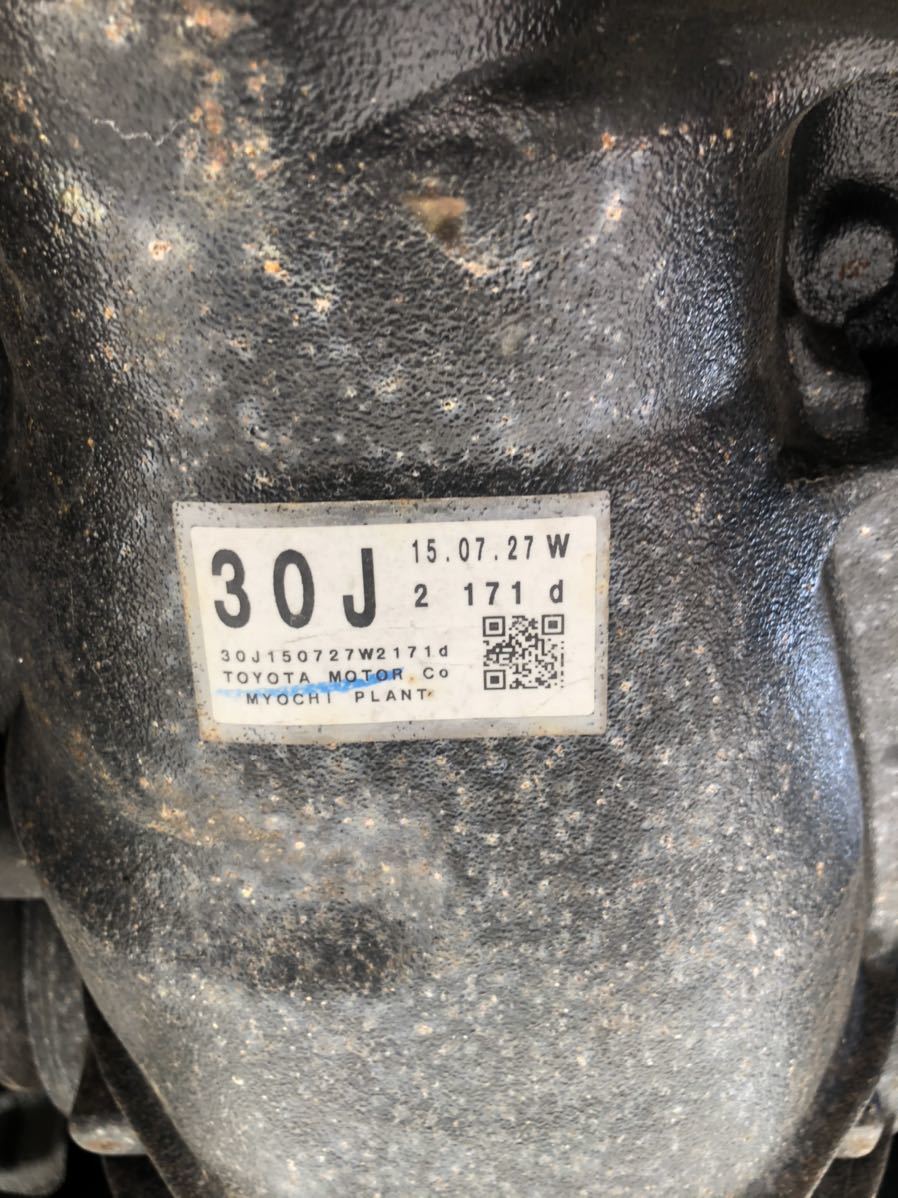 30J 15.07.27 W
2 171 d
30J150727W2171d
TOYOTA MOTOR Co
MYOCHI PLANT